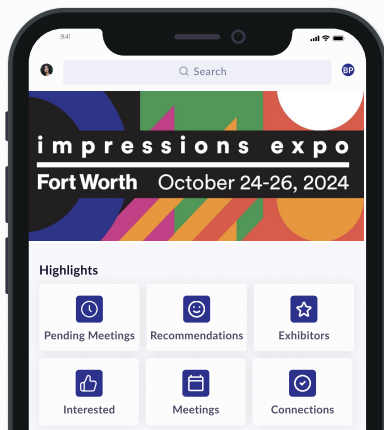 9:41
Search
BP
impressions expo
Fort Worth October 24-26, 2024
Highlights
Pending Meetings Recommendations Exhibitors
Interested Meetings Connections